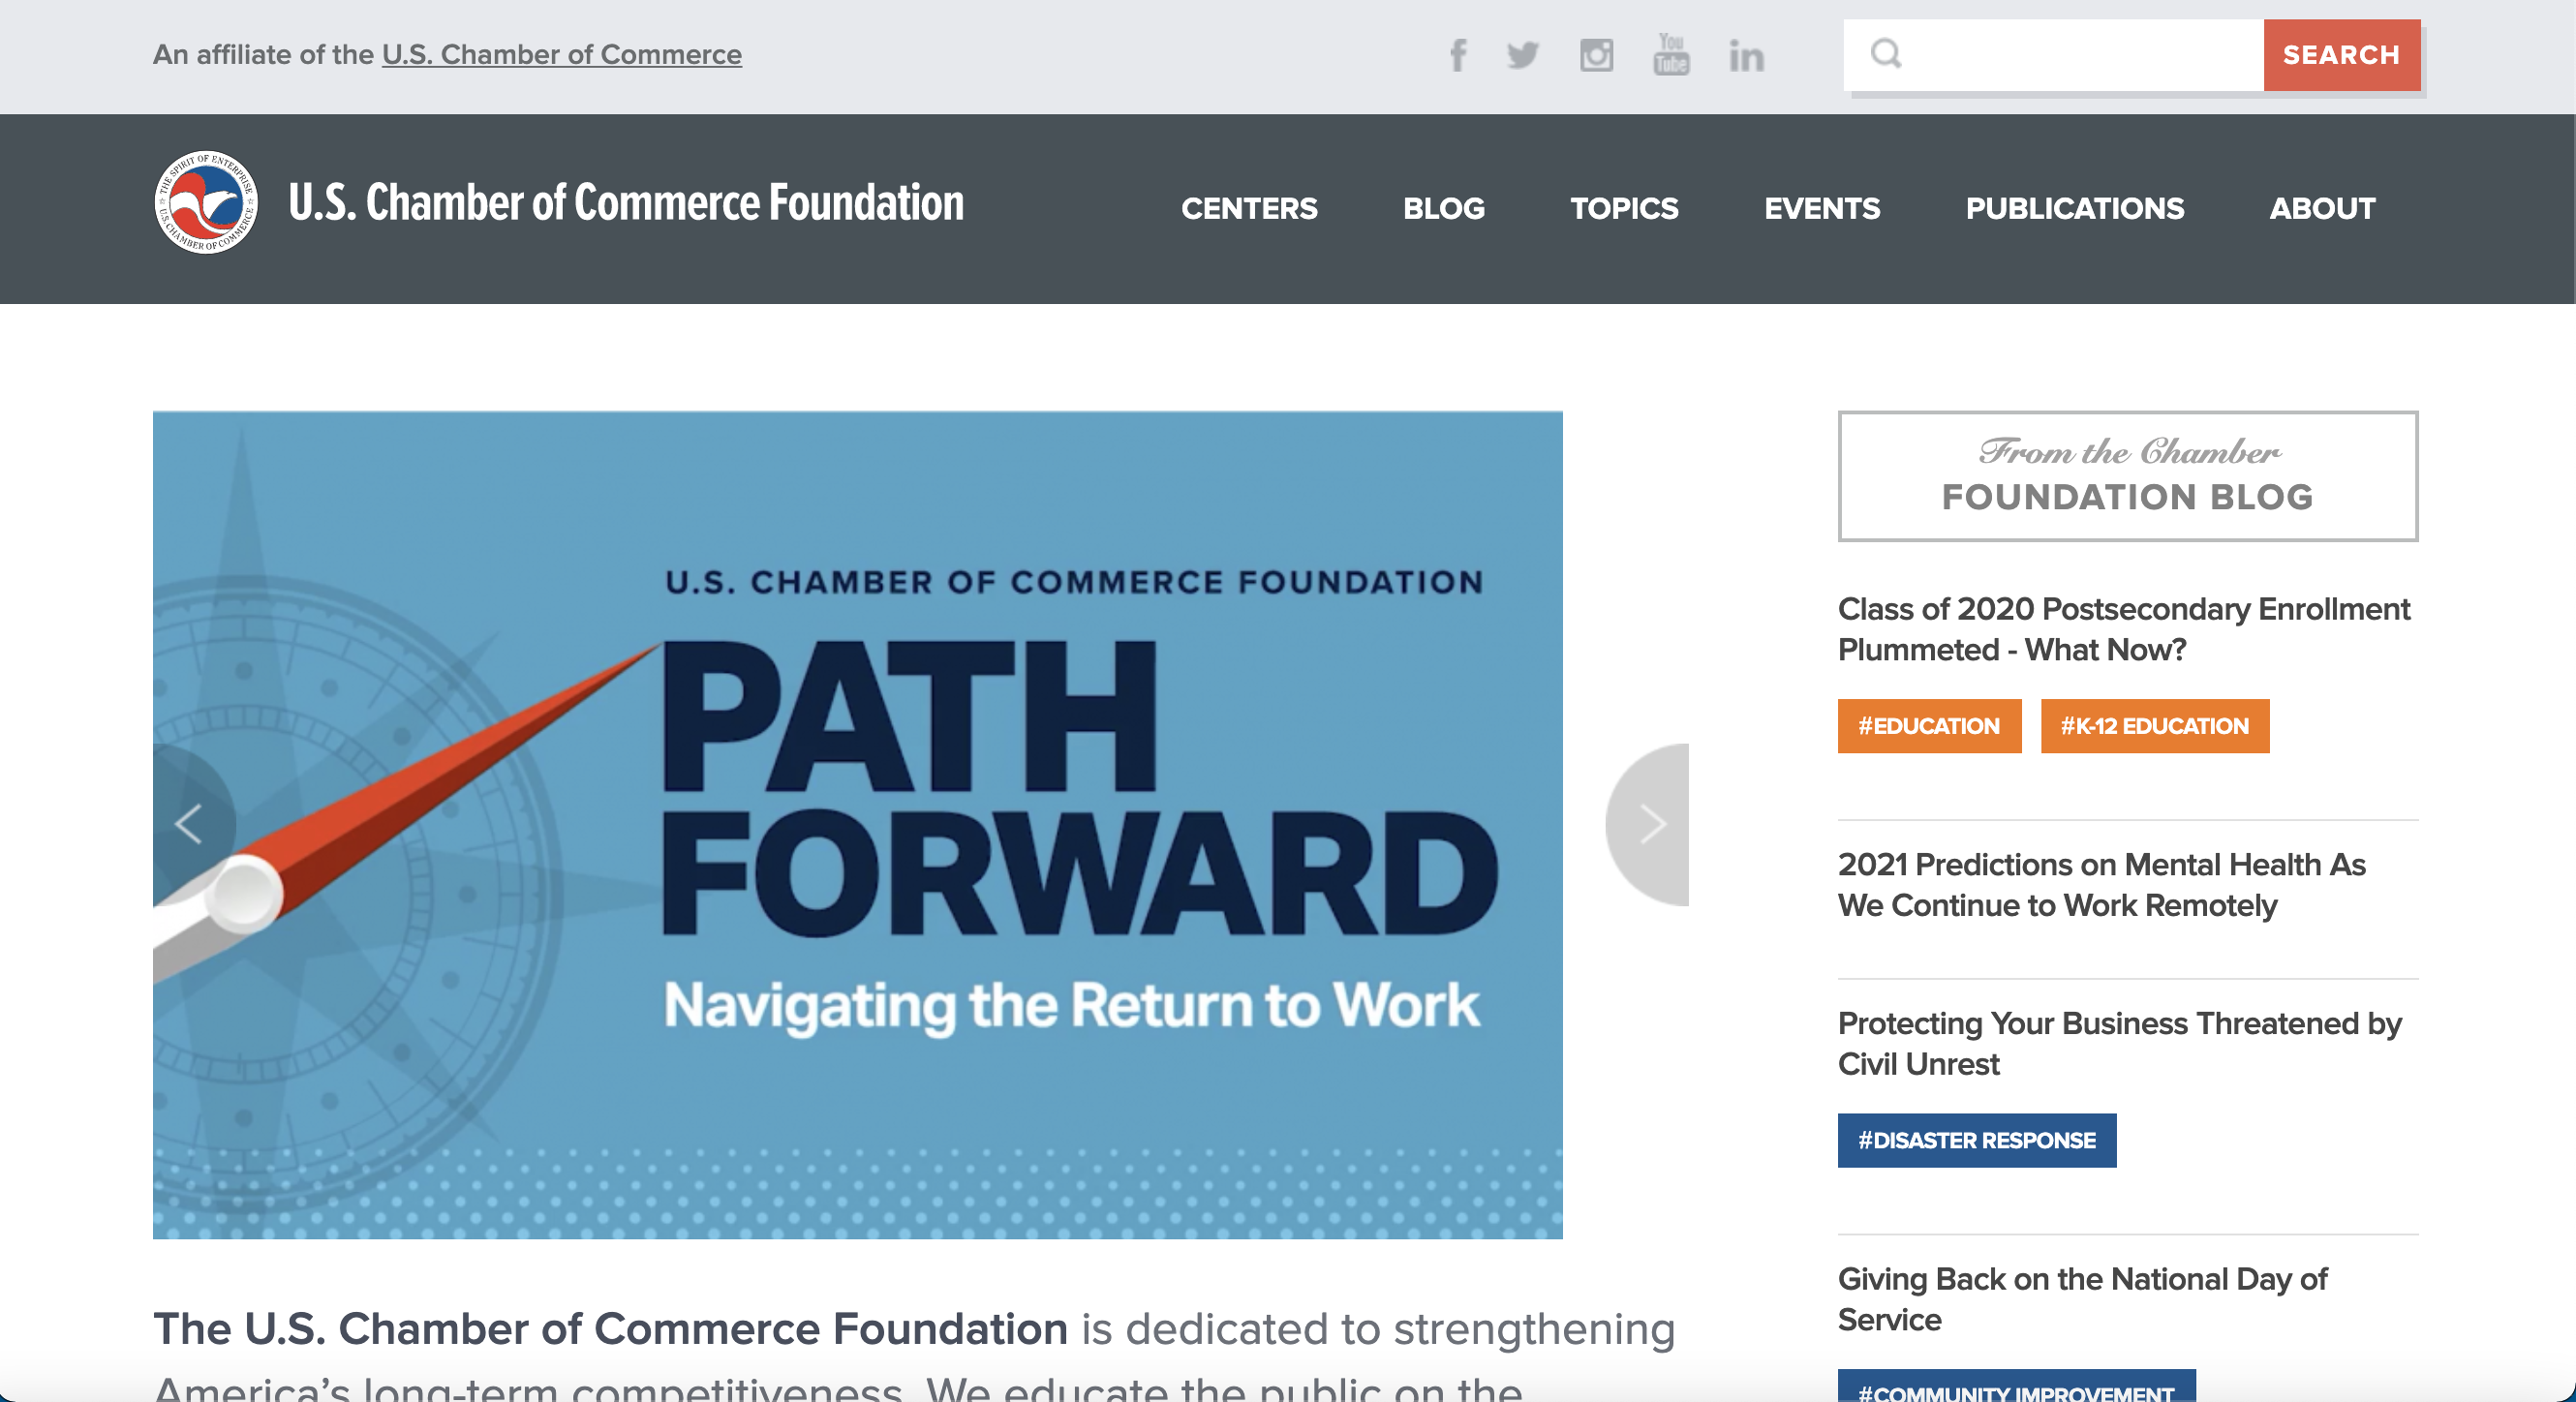 An affiliate of the U.S. Chamber of Commerce
f
You
Tube
in
SEARCH
THE SPIRIT OF ENTERPRISE
U.S. CHAMBER OF COMMERCE
U.S. Chamber of Commerce Foundation
CENTERS
BLOG
TOPICS
EVENTS
PUBLICATIONS
ABOUT
U.S. CHAMBER OF COMMERCE FOUNDATION
PATH
FORWARD
Navigating the Return to Work
The U.S. Chamber of Commerce Foundation is dedicated to strengthening
America's long-term competitiveness. We educate the public on the
From the Chamber
FOUNDATION BLOG
Class of 2020 Postsecondary Enrollment
Plummeted - What Now?
#EDUCATION
#K-12 EDUCATION
2021 Predictions on Mental Health As
We Continue to Work Remotely
Protecting Your Business Threatened by
Civil Unrest
#DISASTER RESPONSE
Giving Back on the National Day of
Service
#COMMUNITY IMPROVEMENT